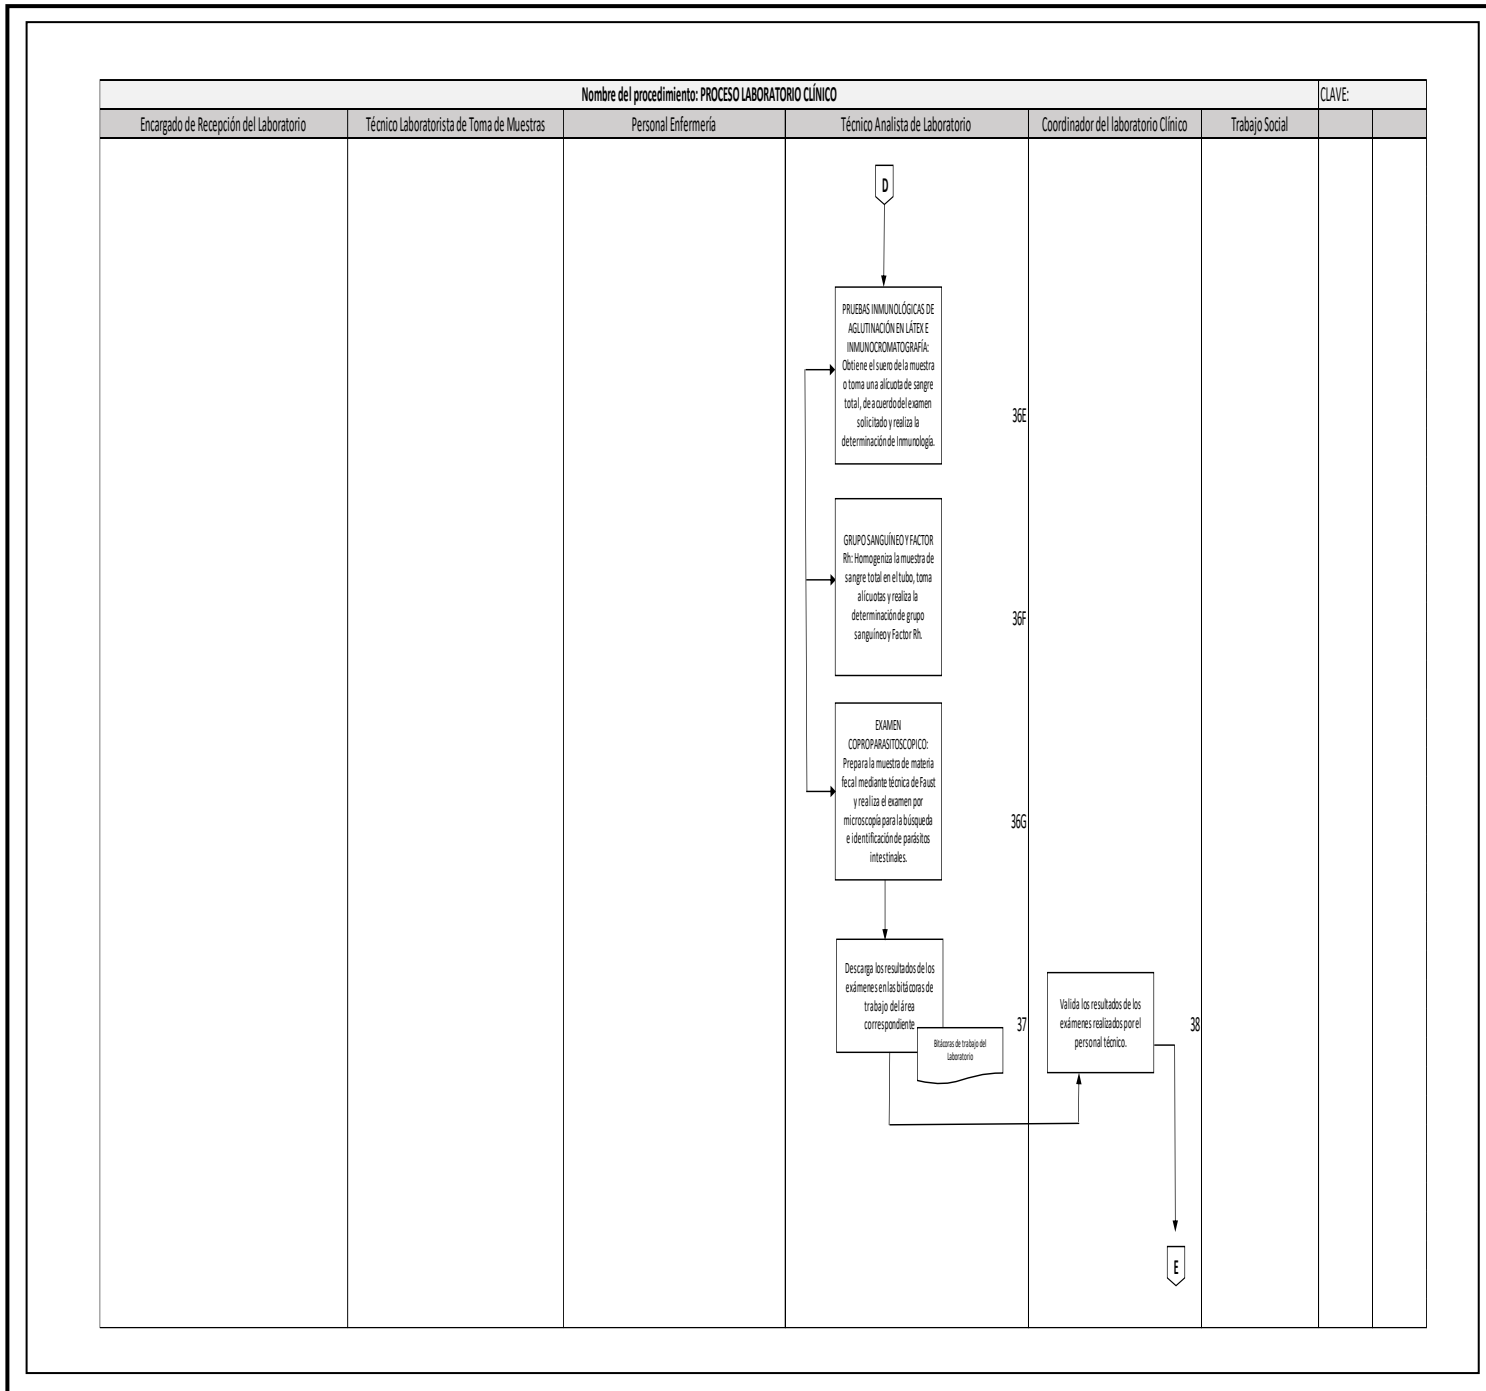 Nombre del procedimiento: PROCESO LABORATORIO CLÍNICO
CLAVE:
Encargado de Recepción del Laboratorio
Técnico Laboratorista de Toma de Muestras
Personal Enfermería
Técnico Analista de Laboratorio
Coordinador del laboratorio Clínico
Trabajo Social
D
PRUEBAS INMUNOLÓGICAS DE
AGLUTINACIÓN EN LÁTEX E
INMUNOCROMATOGRAFÍA:
Obtiene el suero de la muestra
o toma una alícuota de sangre
total, de acuerdo del examen
solicitado y realiza la
determinación de Inmunología.
36E
GRUPO SANGUÍNEO Y FACTOR
Rh: Homogeniza la muestra de
sangre total en el tubo, toma
alícuotas y realiza la
determinación de grupo
sanguíneo y Factor Rh.
36F
EXAMEN
COPROPARASITOSCOPICO:
Prepara la muestra de materia
fecal mediante técnica de Faust
y realiza el examen por
microscopía para la búsqueda
e identificación de parásitos
intestinales.
36G
Descarga los resultados de los
exámenes en las bitácoras de
trabajo del área
correspondiente
37
Bitácoras de trabajo del
Laboratorio
Valida los resultados de los
exámenes realizados por el
personal técnico.
38
E